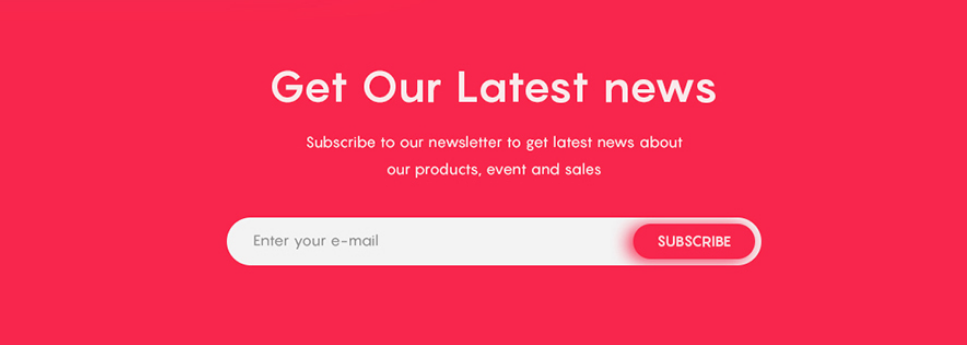 Get Our Latest news
Subscribe to our newsletter to get latest news about
our products, event and sales
Enter your e-mail
SUBSCRIBE